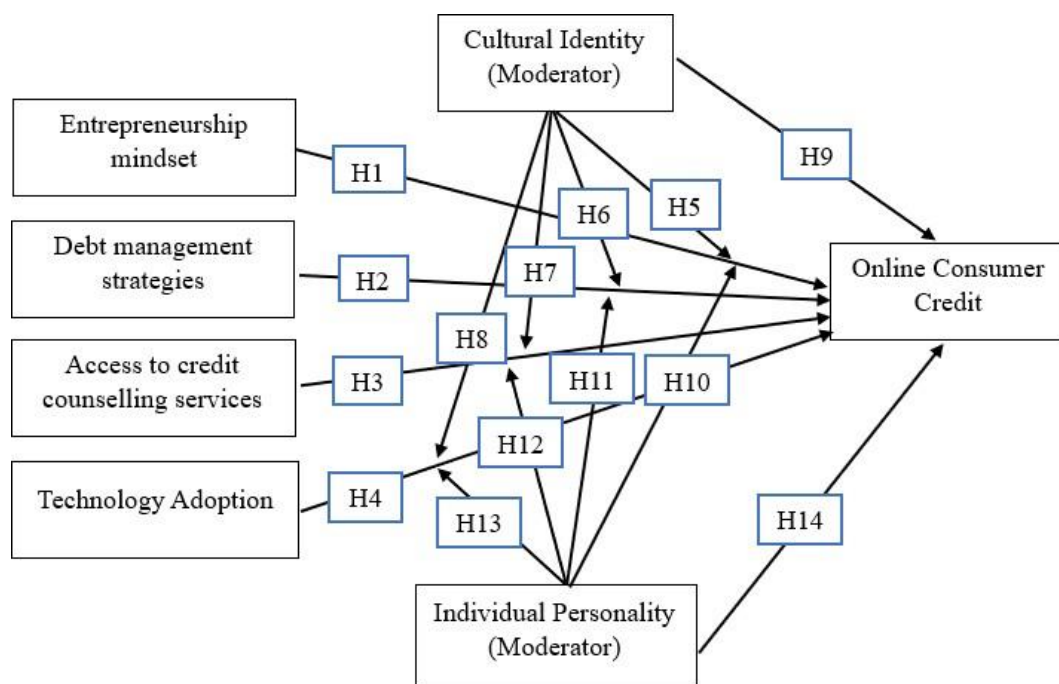 Cultural Identity
(Moderator)
Entrepreneurship
mindset
H1
H9
H6
H5
Debt management
strategies
H2
H7
Online Consumer
Credit
H8
Access to credit
counselling services
H3
H11
H10
H12
Technology Adoption
H4
H13
H14
Individual Personality
(Moderator)